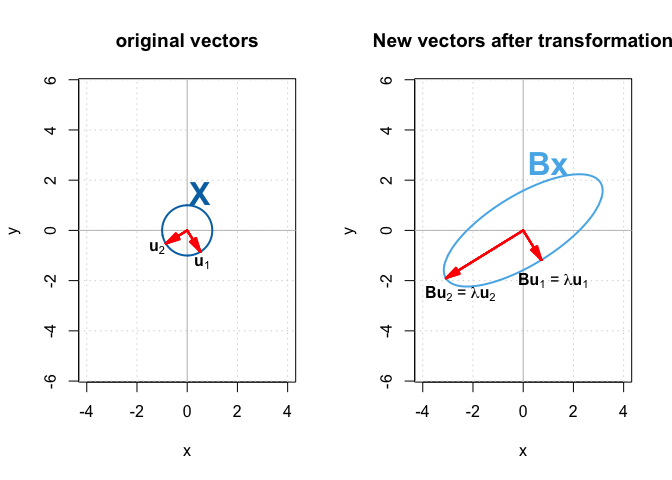 original vectors
6
4
2
0
-2
-4
-6
y
X
u₂
u₁
-4 -2 0 2 4
x
New vectors after transformation
6
4
2
0
-2
-4
-6
y
Bx
Bu₁ = λu₁
Bu₂ = λu₂
-4 -2 0 2 4
x